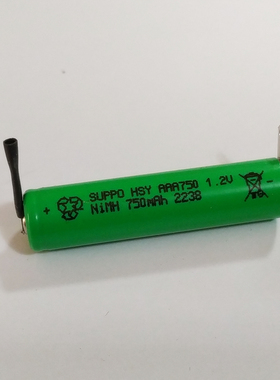 + SUPPO HSY AAA750 1.2V
NiMH 750mAh 2238